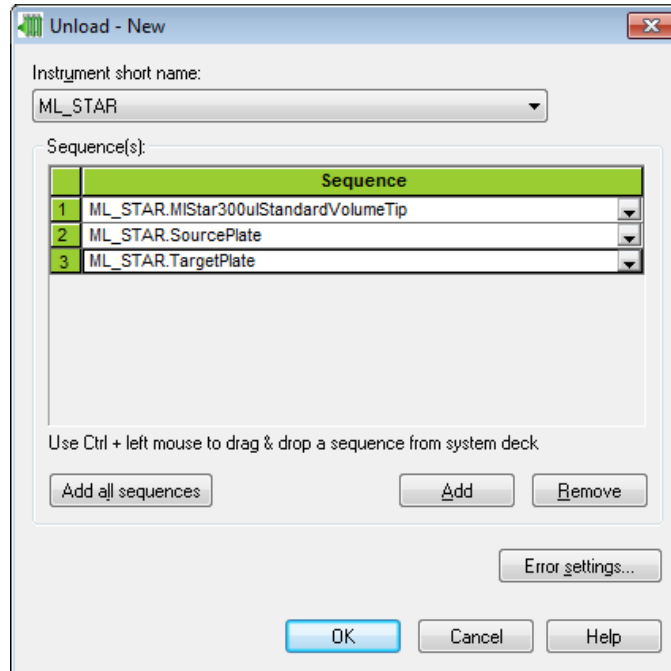 Unload - New
Instrument short name:
ML_STAR
Sequence(s):
Sequence
1 ML_STAR.MlStar300ulStandardVolumeTip
2 ML_STAR.SourcePlate
3 ML_STAR.TargetPlate
Use Ctrl + left mouse to drag & drop a sequence from system deck
Add all sequences Add Remove
Error settings...
OK Cancel Help